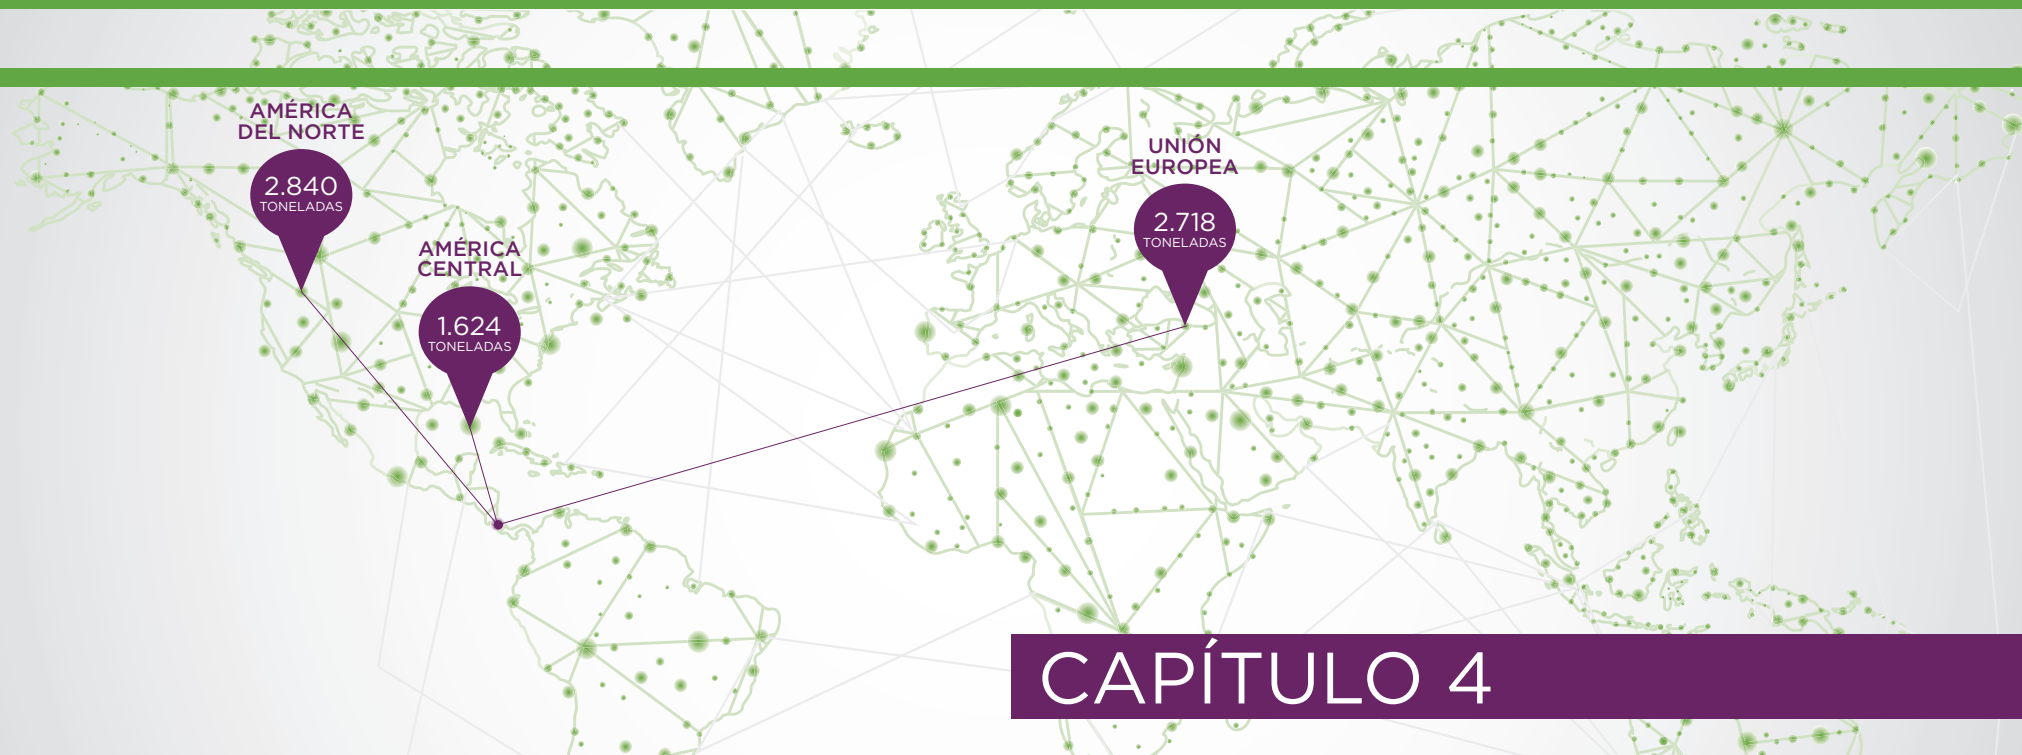 AMÉRICA
DEL NORTE
2.840
TONELADAS
AMÉRICA
CENTRAL
1.624
TONELADAS
UNIÓN
EUROPEA
2.718
TONELADAS
CAPÍTULO 4